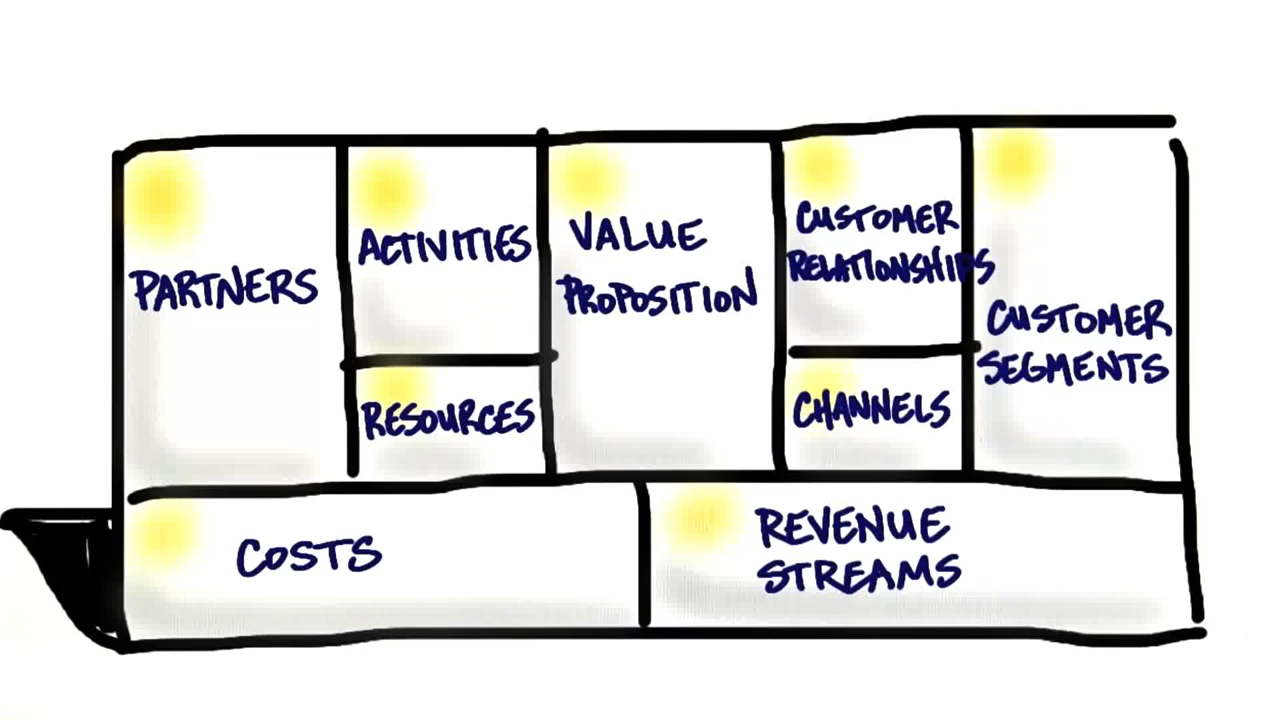 PARTNERS
ACTIVITIES
RESOURCES
VALUE
PROPOSITION
CUSTOMER
RELATIONSHIPS
CHANNELS
CUSTOMER
SEGMENTS
COSTS
REVENUE
STREAMS